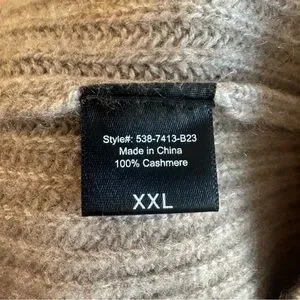 Style#: 538-7413-B23
Made in China
100% Cashmere
XXL